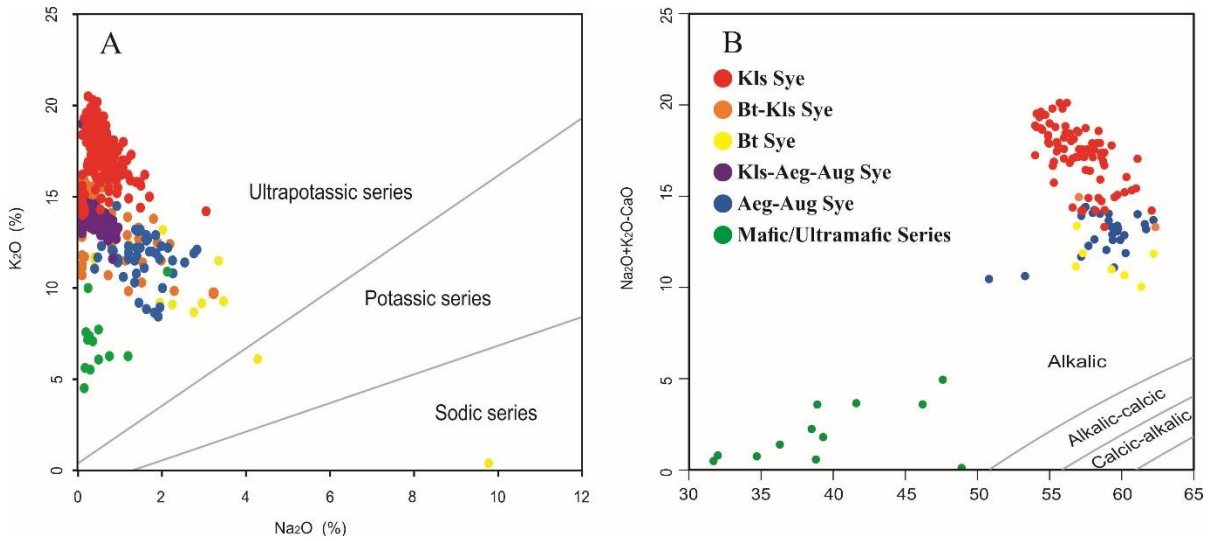 A
25
20
15
10
5
0
K₂O (%)
Ultrapotassic series
Potassic series
Sodic series
0 2 4 6 8 10 12
Na₂O (%)
B
25
20
15
10
5
0
Na₂O+K₂O-CaO
Kls Sye
Bt-Kls Sye
Bt Sye
Kls-Aeg-Aug Sye
Aeg-Aug Sye
Mafic/Ultramafic Series
Alkalic
Alkalic-calcic
Calcic-alkalic
30 35 40 45 50 55 60 65